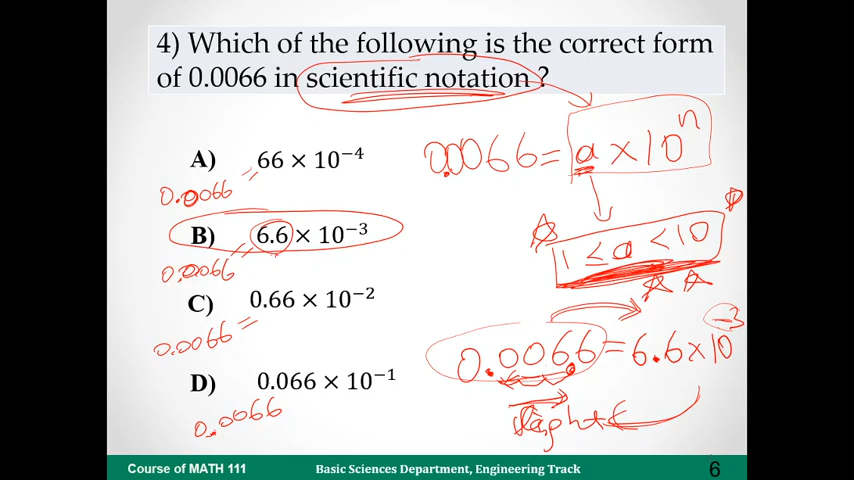 4) Which of the following is the correct form
of 0.0066 in scientific notation ?
0.0066 = a × 10^n
A) 66 × 10⁻⁴
0.0066 =
B) 6.6 × 10⁻³
0.0066 =
1 ≤ a < 10
C) 0.66 × 10⁻²
0.0066 =
0.0066 = 6.6 × 10⁻³
D) 0.066 × 10⁻¹
0.0066
Course of MATH 111
Basic Sciences Department, Engineering Track
6